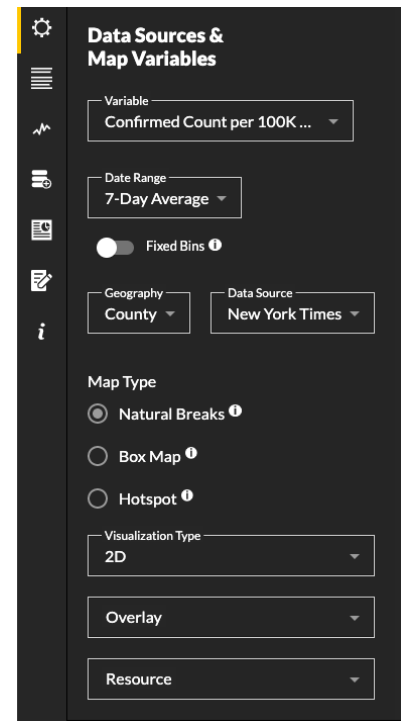 Data Sources &
Map Variables
Variable
Confirmed Count per 100K ...
Date Range
7-Day Average
Fixed Bins
Geography
County
Data Source
New York Times
Map Type
Natural Breaks
Box Map
Hotspot
Visualization Type
2D
Overlay
Resource